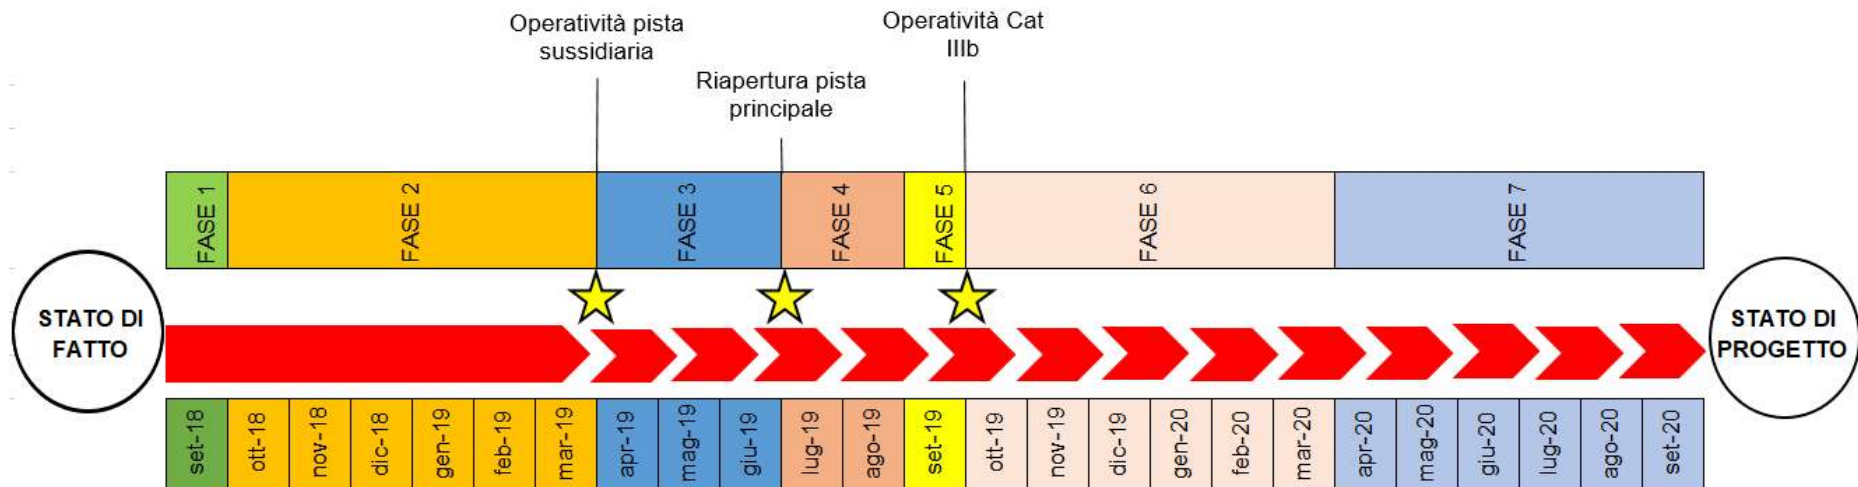 Operatività pista
sussidiaria
Riapertura pista
principale
Operatività Cat
IIIb
FASE 1
FASE 2
FASE 3
FASE 4
FASE 5
FASE 6
FASE 7
STATO DI
FATTO
STATO DI
PROGETTO
set-18
ott-18
nov-18
dic-18
gen-19
feb-19
mar-19
apr-19
mag-19
giu-19
lug-19
ago-19
set-19
ott-19
nov-19
dic-19
gen-20
feb-20
mar-20
apr-20
mag-20
giu-20
lug-20
ago-20
set-20